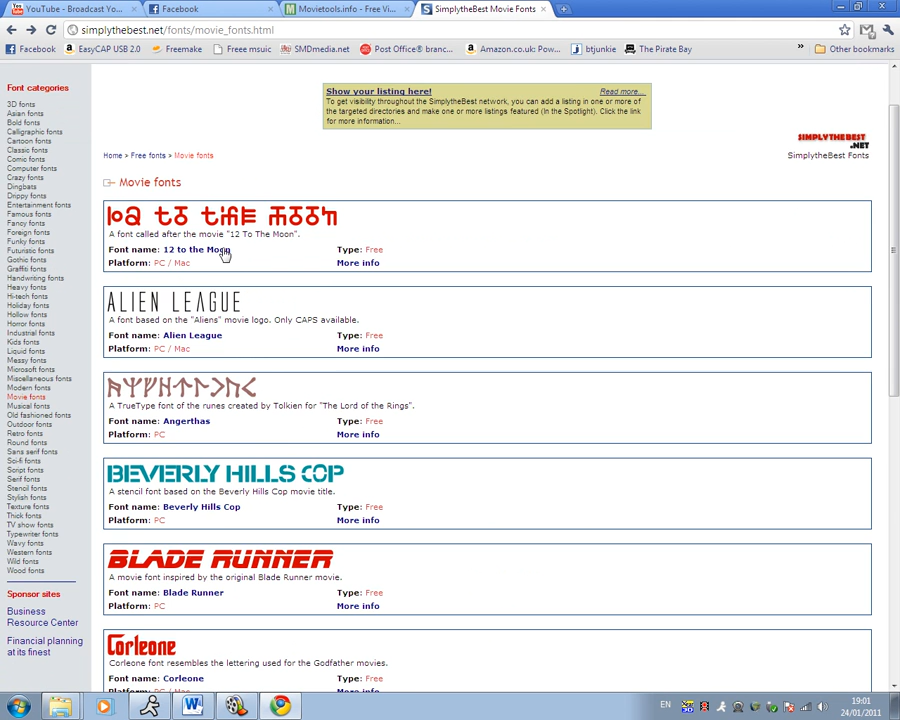 YouTube - Broadcast Yo...
Facebook
Movietools.info - Free Vi...
SimplytheBest Movie Fonts
simplythebest.net/fonts/movie_fonts.html
Facebook
EasyCAP USB 2.0
Freemake
Freee msuic
SMDmedia.net
Post Office® branc...
Amazon.co.uk: Pow...
btjunkie
The Pirate Bay
»
Other bookmarks
Font categories
3D fonts
Asian fonts
Bold fonts
Calligraphic fonts
Cartoon fonts
Classic fonts
Comic fonts
Computer fonts
Crazy fonts
Dingbats
Drippy fonts
Entertainment fonts
Famous fonts
Fancy fonts
Foreign fonts
Funky fonts
Futuristic fonts
Gothic fonts
Graffiti fonts
Handwriting fonts
Heavy fonts
Hi-tech fonts
Holiday fonts
Hollow fonts
Horror fonts
Industrial fonts
Kids fonts
Liquid fonts
Messy fonts
Microsoft fonts
Miscellaneous fonts
Modern fonts
Movie fonts
Musical fonts
Old fashioned fonts
Outdoor fonts
Retro fonts
Round fonts
Sans serif fonts
Sci-fi fonts
Script fonts
Serif fonts
Stencil fonts
Stylish fonts
Texture fonts
Thick fonts
TV show fonts
Typewriter fonts
Wavy fonts
Western fonts
Wild fonts
Wood fonts
Sponsor sites
Business
Resource Center
Financial planning
at its finest
Show your listing here!
Read more...
To get visibility throughout the SimplytheBest network, you can add a listing in one or more of
the targeted directories and make one or more listings featured (In the Spotlight). Click the link
for more information...
SIMPLYTHEBEST
.NET
SimplytheBest Fonts
Home > Free fonts > Movie fonts
Movie fonts
A font called after the movie "12 To The Moon".
Font name: 12 to the Moon
Type: Free
Platform: PC / Mac
More info
ALIEN LEAGUE
A font based on the "Aliens" movie logo. Only CAPS available.
Font name: Alien League
Type: Free
Platform: PC / Mac
More info
A TrueType font of the runes created by Tolkien for "The Lord of the Rings".
Font name: Angerthas
Type: Free
Platform: PC
More info
BEVERLY HILLS COP
A stencil font based on the Beverly Hills Cop movie title.
Font name: Beverly Hills Cop
Type: Free
Platform: PC
More info
BLADE RUNNER
A movie font inspired by the original Blade Runner movie.
Font name: Blade Runner
Type: Free
Platform: PC
More info
Corleone
Corleone font resembles the lettering used for the Godfather movies.
Font name: Corleone
Type: Free
Platform: PC / Mac
More info
EN
19:01
24/01/2011